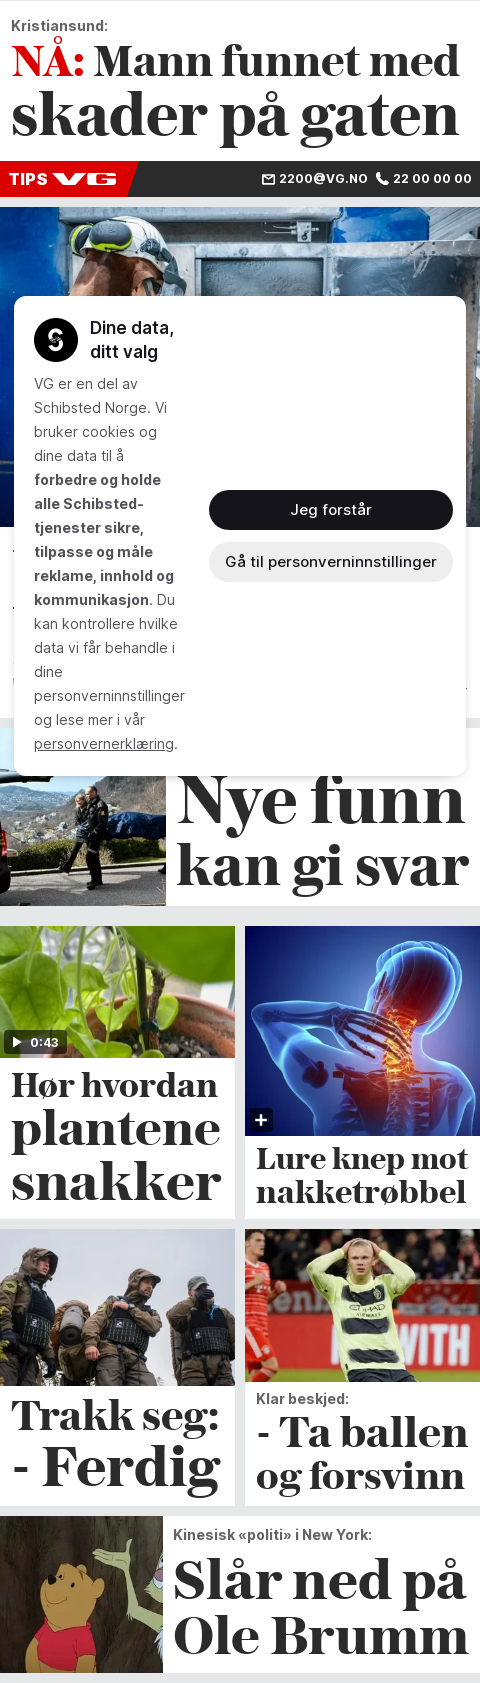 Kristiansund:
NÅ: Mann funnet med
skader på gaten
TIPS VG
2200@VG.NO 22 00 00 00
Dine data,
ditt valg
VG er en del av
Schibsted Norge. Vi
bruker cookies og
dine data til å
forbedre og holde
alle Schibsted-
tjenester sikre,
tilpasse og måle
reklame, innhold og
kommunikasjon. Du
kan kontrollere hvilke
data vi får behandle i
dine
personverninnstillinger
og lese mer i vår
personvernerklæring.
Jeg forstår
Gå til personverninnstillinger
Nye funn
kan gi svar
0:43
Hør hvordan
plantene
snakker
Lure knep mot
nakketrøbbel
Trakk seg:
- Ferdig
Klar beskjed:
- Ta ballen
og forsvinn
Kinesisk «politi» i New York:
Slår ned på
Ole Brumm